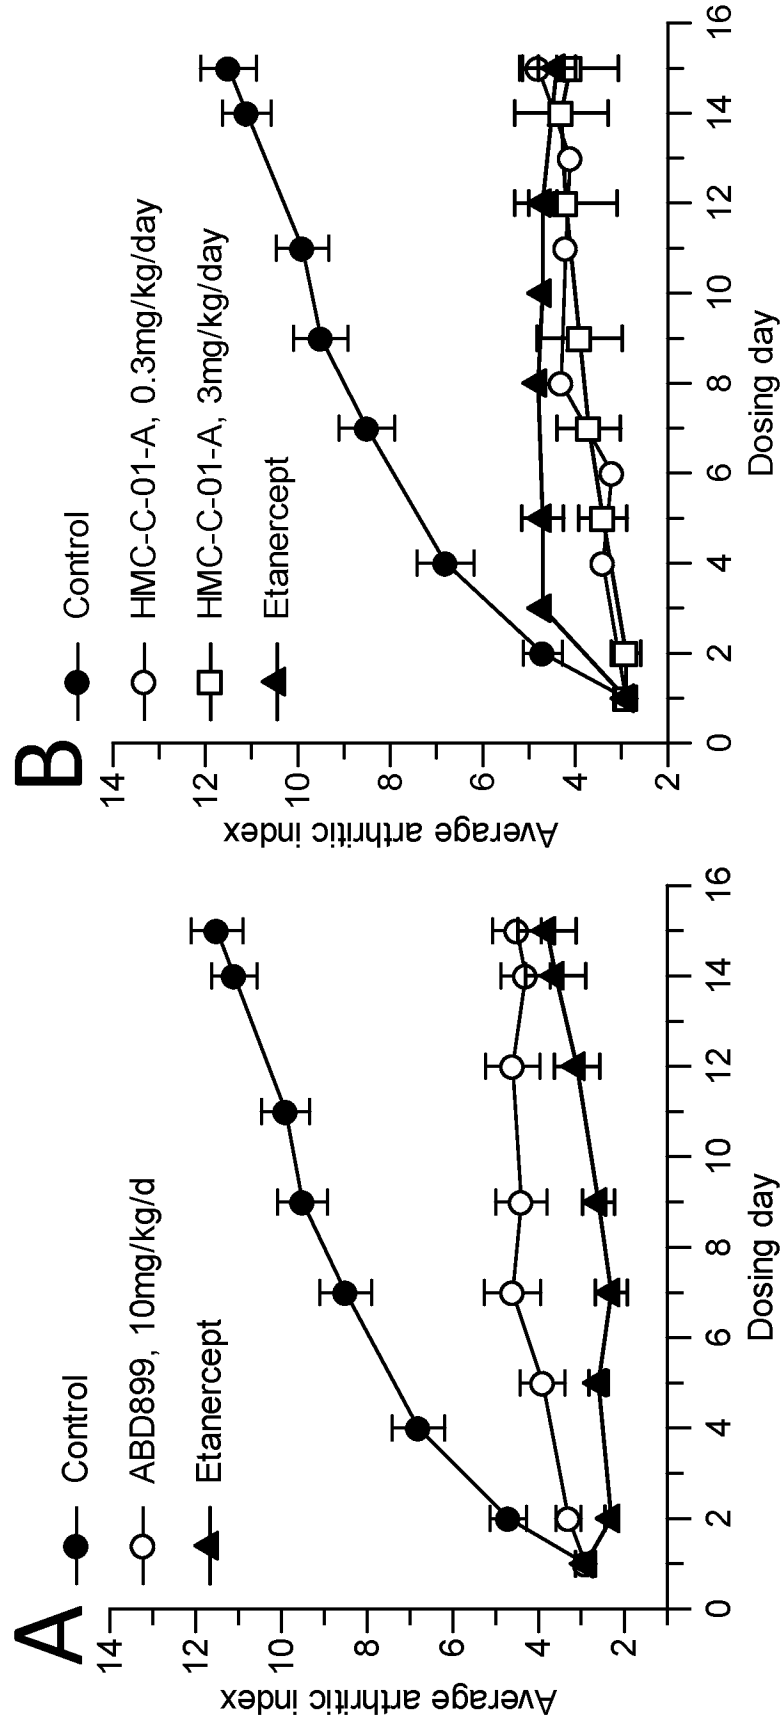 A
Control
ABD899, 10mg/kg/d
Etanercept
Average arthritic index
14
12
10
8
6
4
2
0
2
4
6
8
10
12
14
16
Dosing day
B
Control
HMC-C-01-A, 0.3mg/kg/day
HMC-C-01-A, 3mg/kg/day
Etanercept
Average arthritic index
14
12
10
8
6
4
2
0
2
4
6
8
10
12
14
16
Dosing day